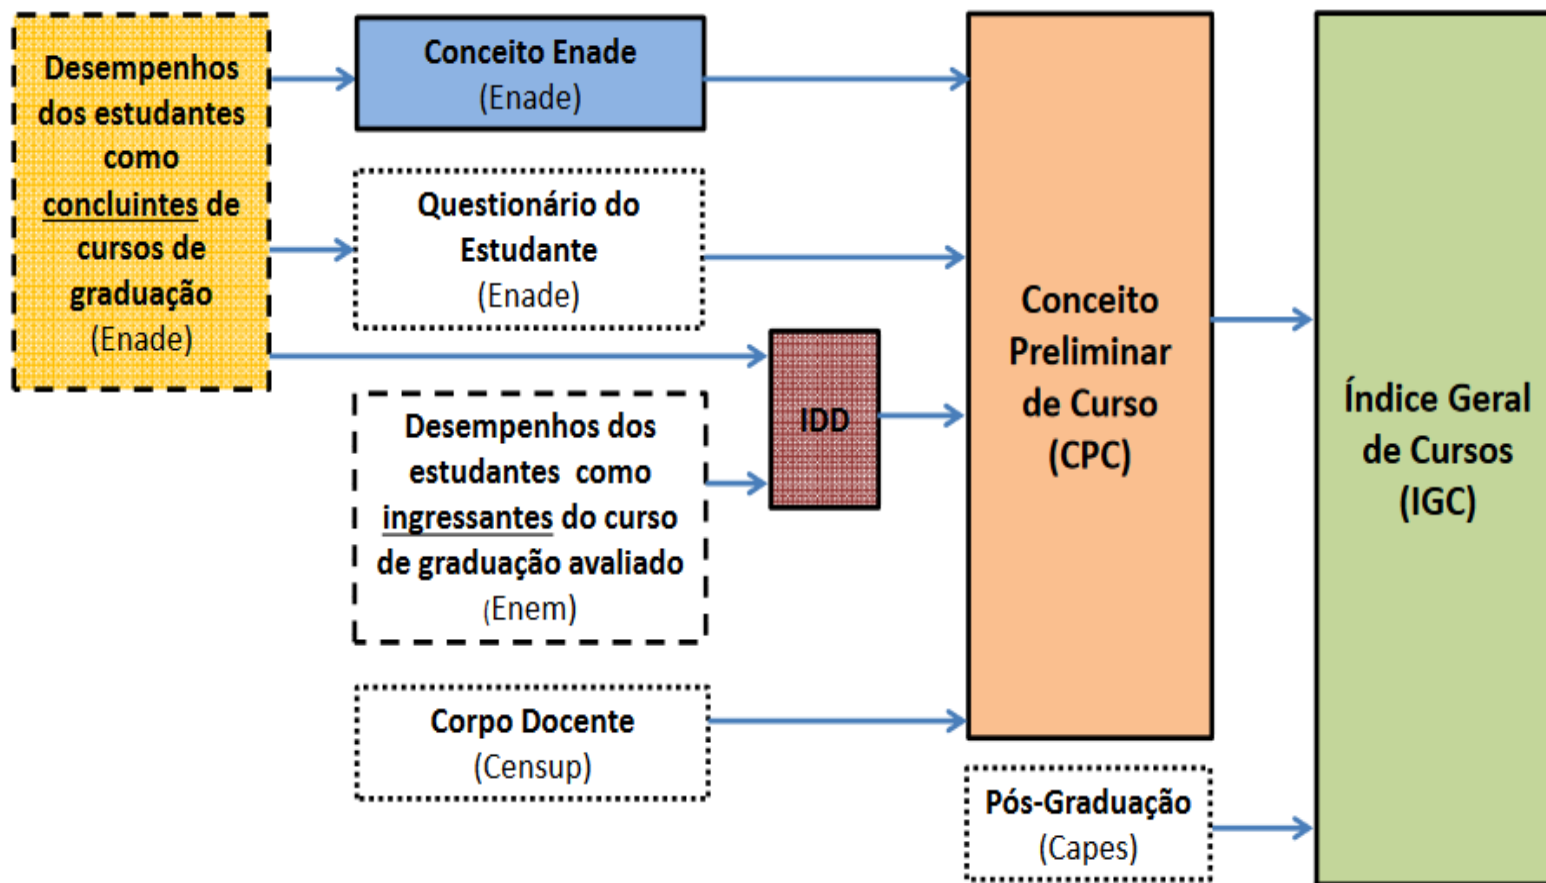 Desempenhos
dos estudantes
como
concluintes de
cursos de
graduação
(Enade)
Conceito Enade
(Enade)
Questionário do
Estudante
(Enade)
Desempenhos dos
estudantes como
ingressantes do curso
de graduação avaliado
(Enem)
Corpo Docente
(Censup)
IDD
Conceito
Preliminar
de Curso
(CPC)
Pós-Graduação
(Capes)
Índice Geral
de Cursos
(IGC)